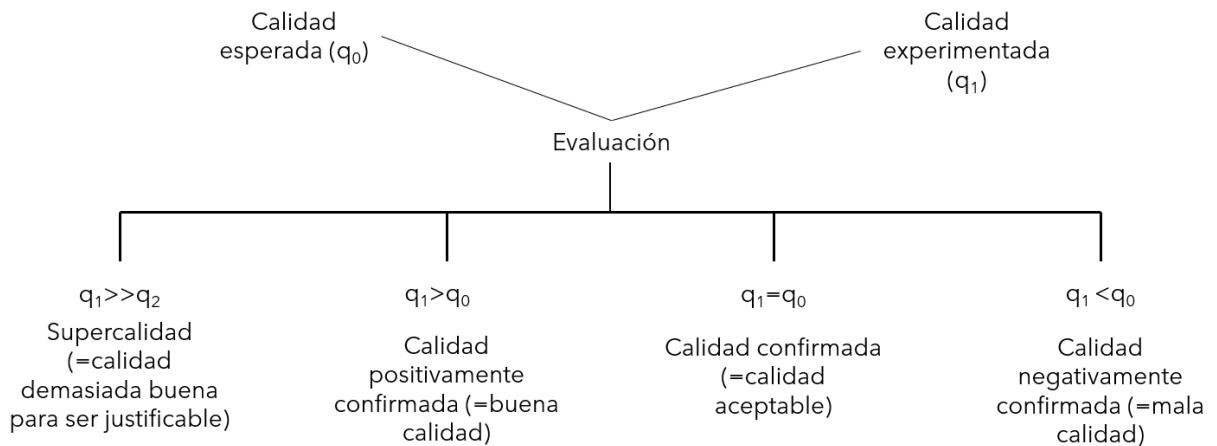 Calidad
esperada (q₀)
Calidad
experimentada
(q₁)
Evaluación
q₁>>q₂
Supercalidad
(=calidad
demasiada buena
para ser justificable)
q₁>q₀
Calidad
positivamente
confirmada (=buena
calidad)
q₁=q₀
Calidad confirmada
(=calidad
aceptable)
q₁<q₀
Calidad
negativamente
confirmada (=mala
calidad)